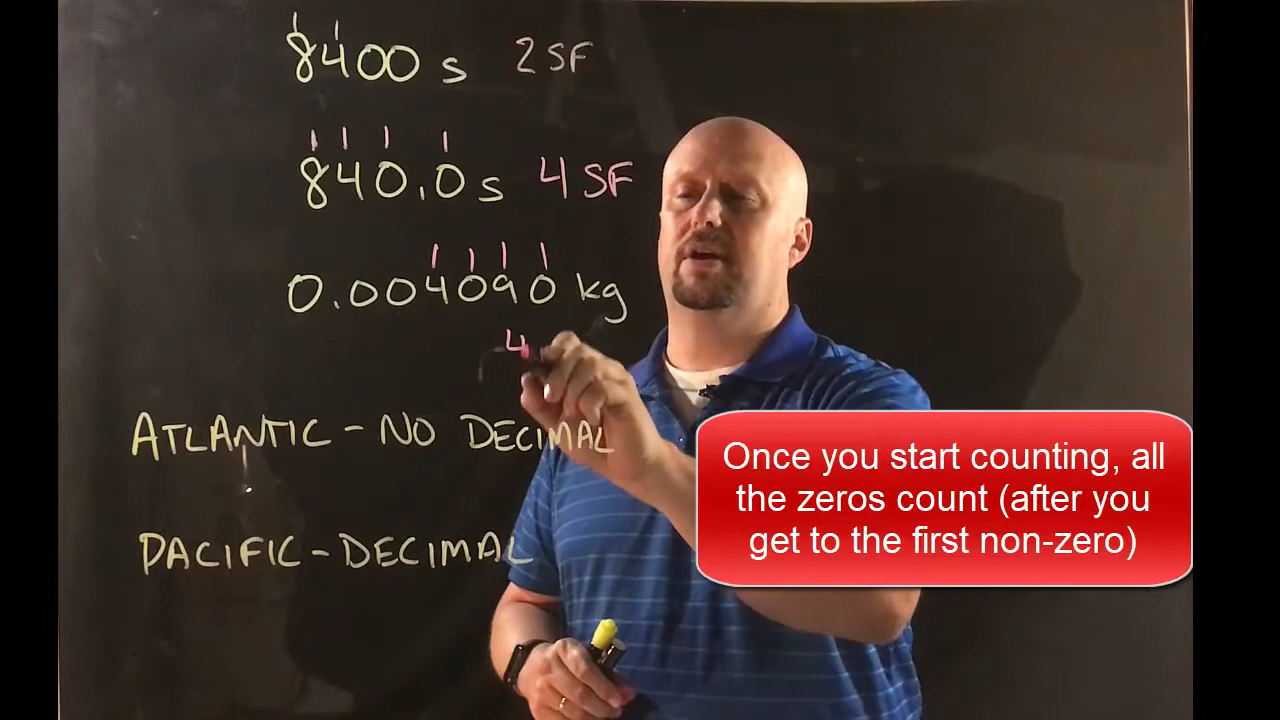 8400 s 2 SF
840.0 s 4 SF
0.004090 kg
4
ATLANTIC - NO DECIMAL
PACIFIC - DECIMAL
Once you start counting, all
the zeros count (after you
get to the first non-zero)